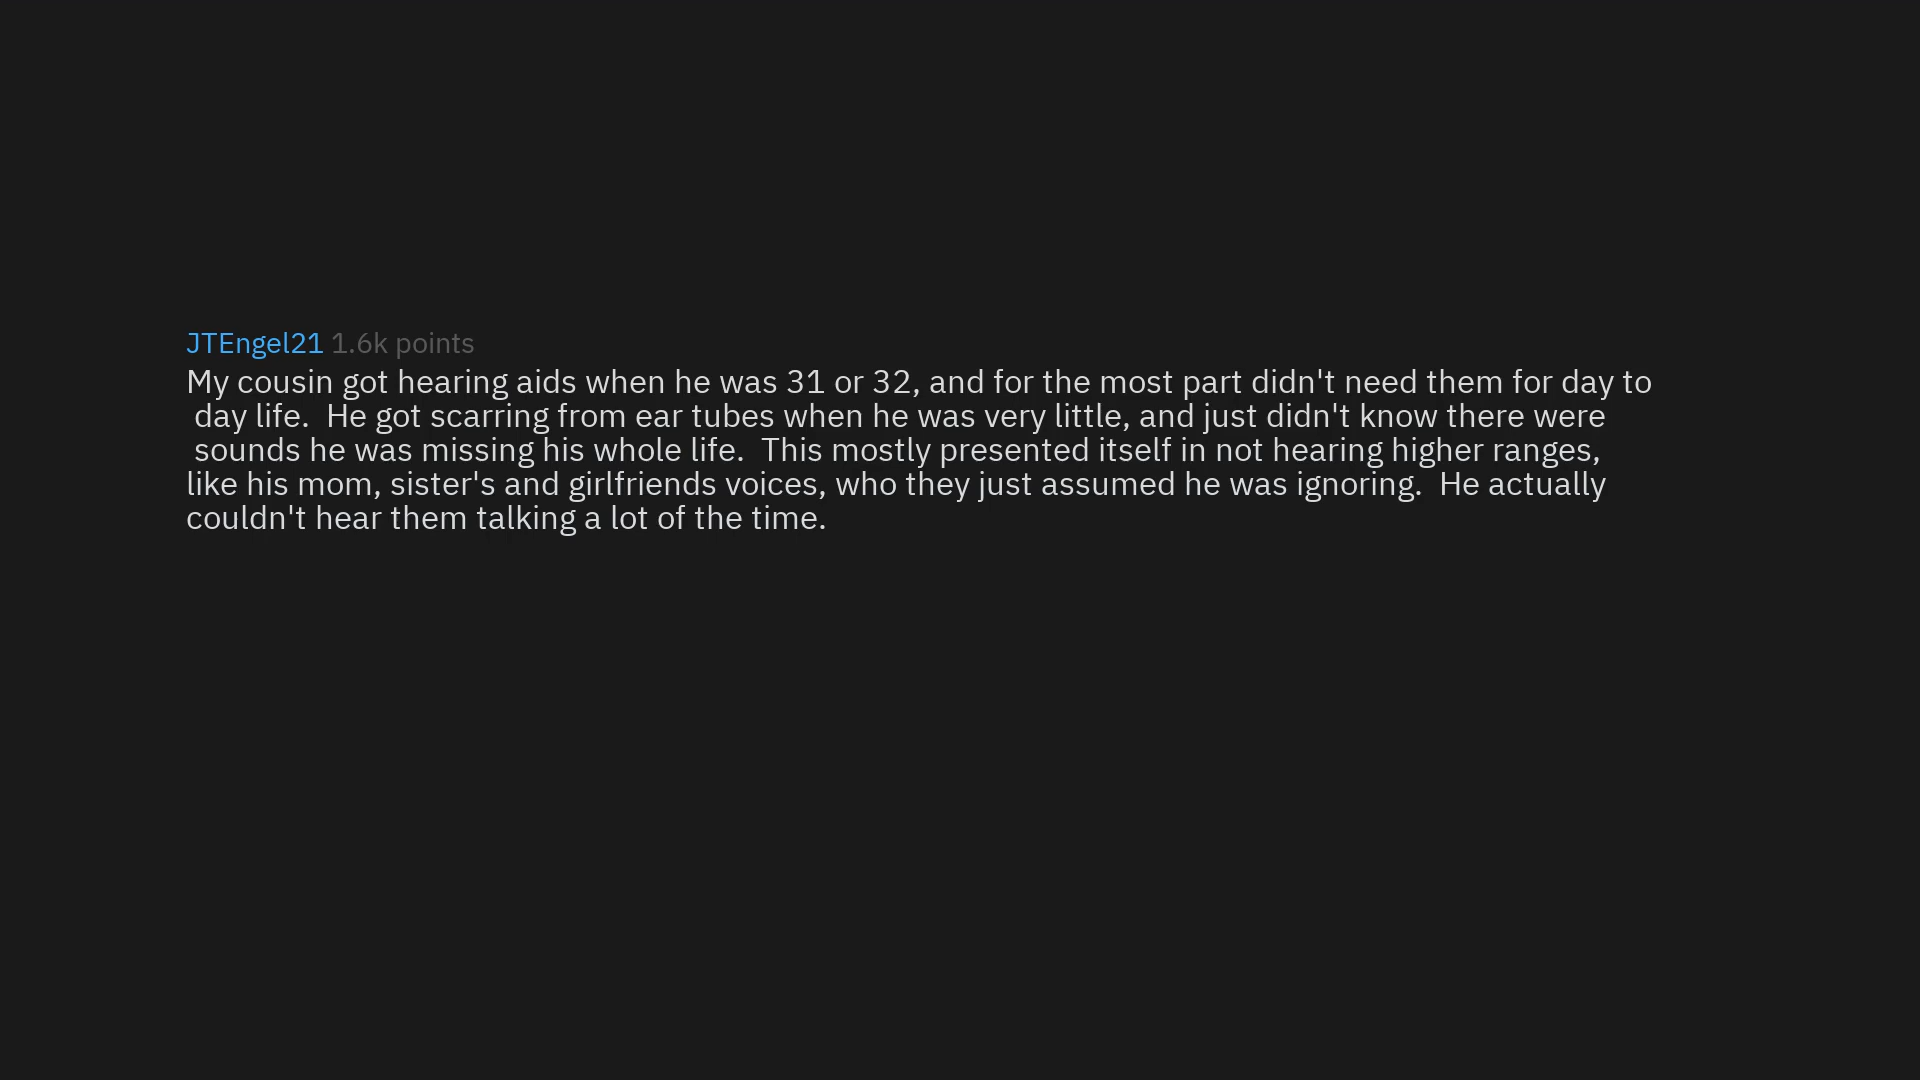 JTEngel21 1.6k points
My cousin got hearing aids when he was 31 or 32, and for the most part didn't need them for day to
day life.  He got scarring from ear tubes when he was very little, and just didn't know there were
sounds he was missing his whole life.  This mostly presented itself in not hearing higher ranges,
like his mom, sister's and girlfriends voices, who they just assumed he was ignoring.  He actually
couldn't hear them talking a lot of the time.